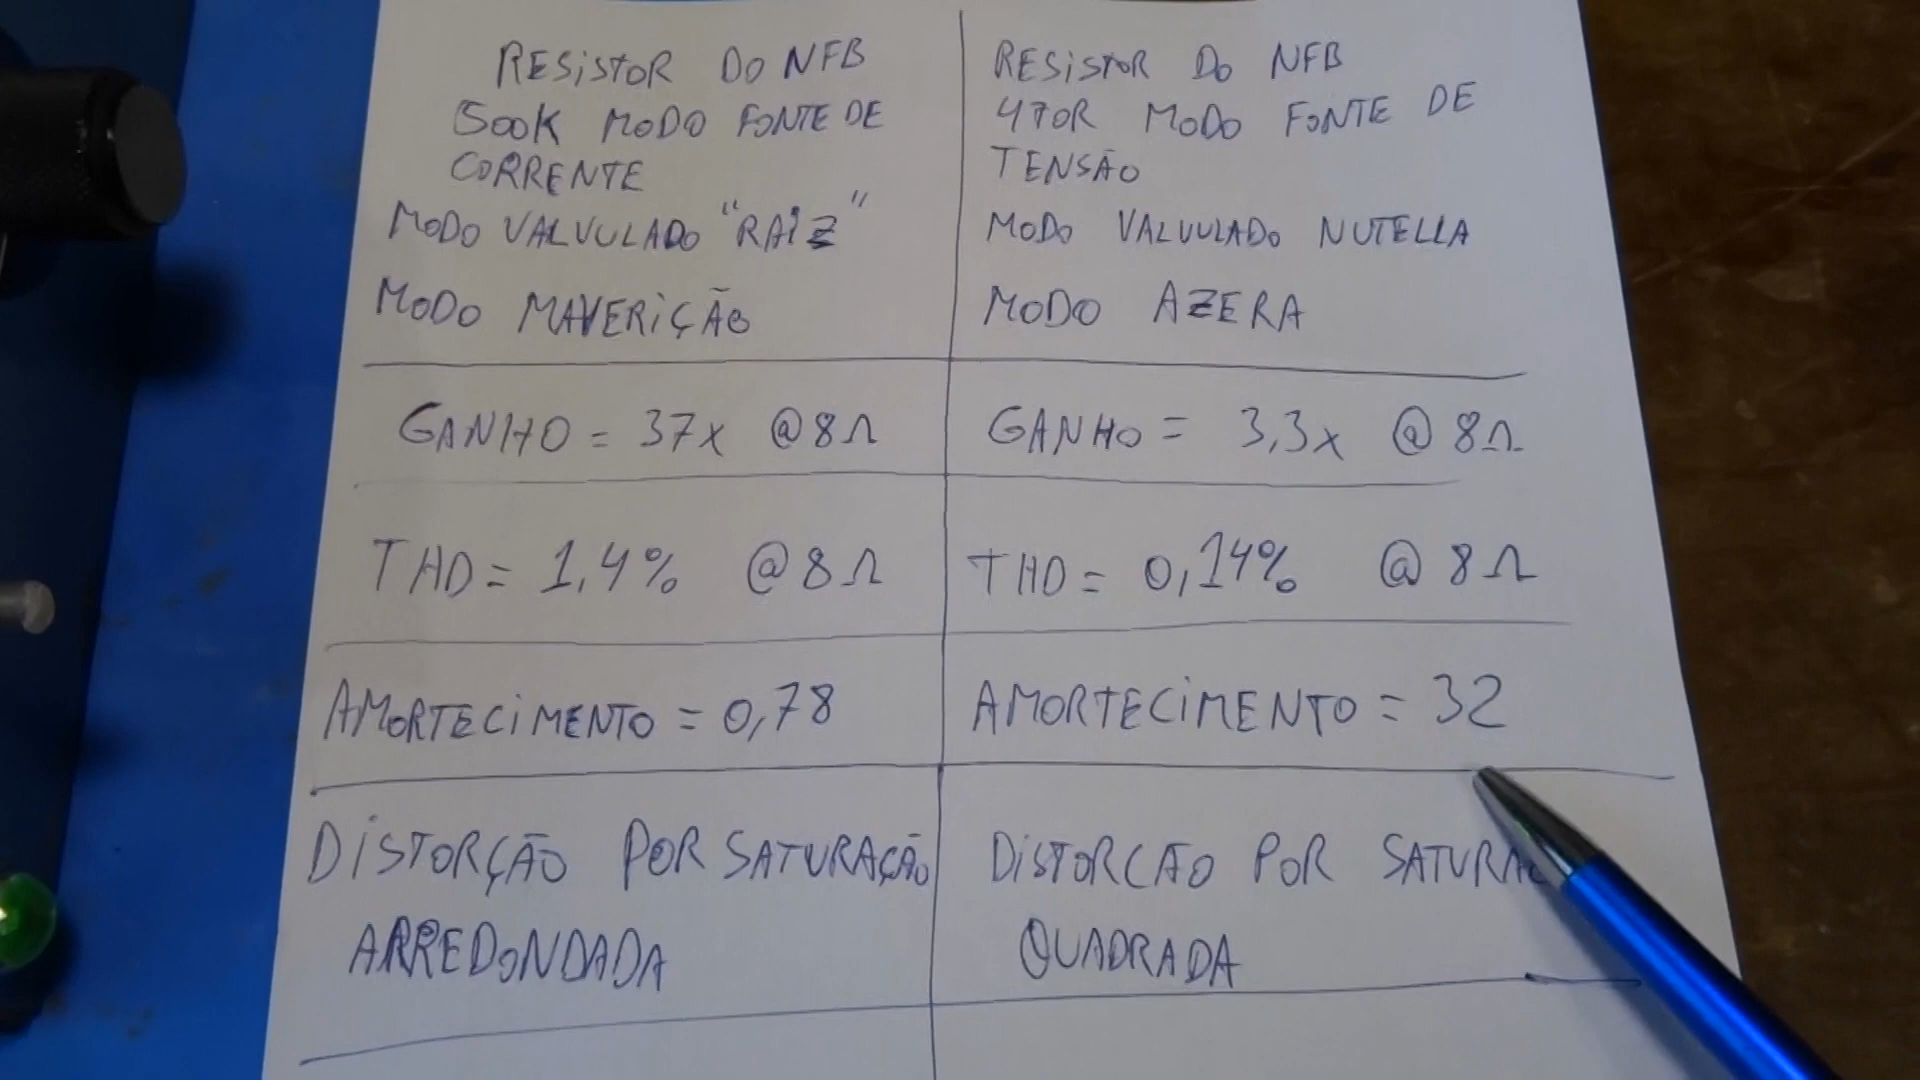 RESISTOR DO NFB
500K MODO FONTE DE
CORRENTE
MODO VALVULADO "RAIZ"
MODO MAVERIÇÃO
GANHO = 37x @8Ω
THD = 1,4% @8Ω
AMORTECIMENTO = 0,78
DISTORÇÃO POR SATURAÇÃO
ARREDONDADA
RESISTOR DO NFB
470R MODO FONTE DE
TENSÃO
MODO VALVULADO NUTELLA
MODO AZERA
GANHO = 3,3x @ 8Ω
THD = 0,14% @ 8Ω
AMORTECIMENTO = 32
DISTORCÃO POR SATURAC
QUADRADA